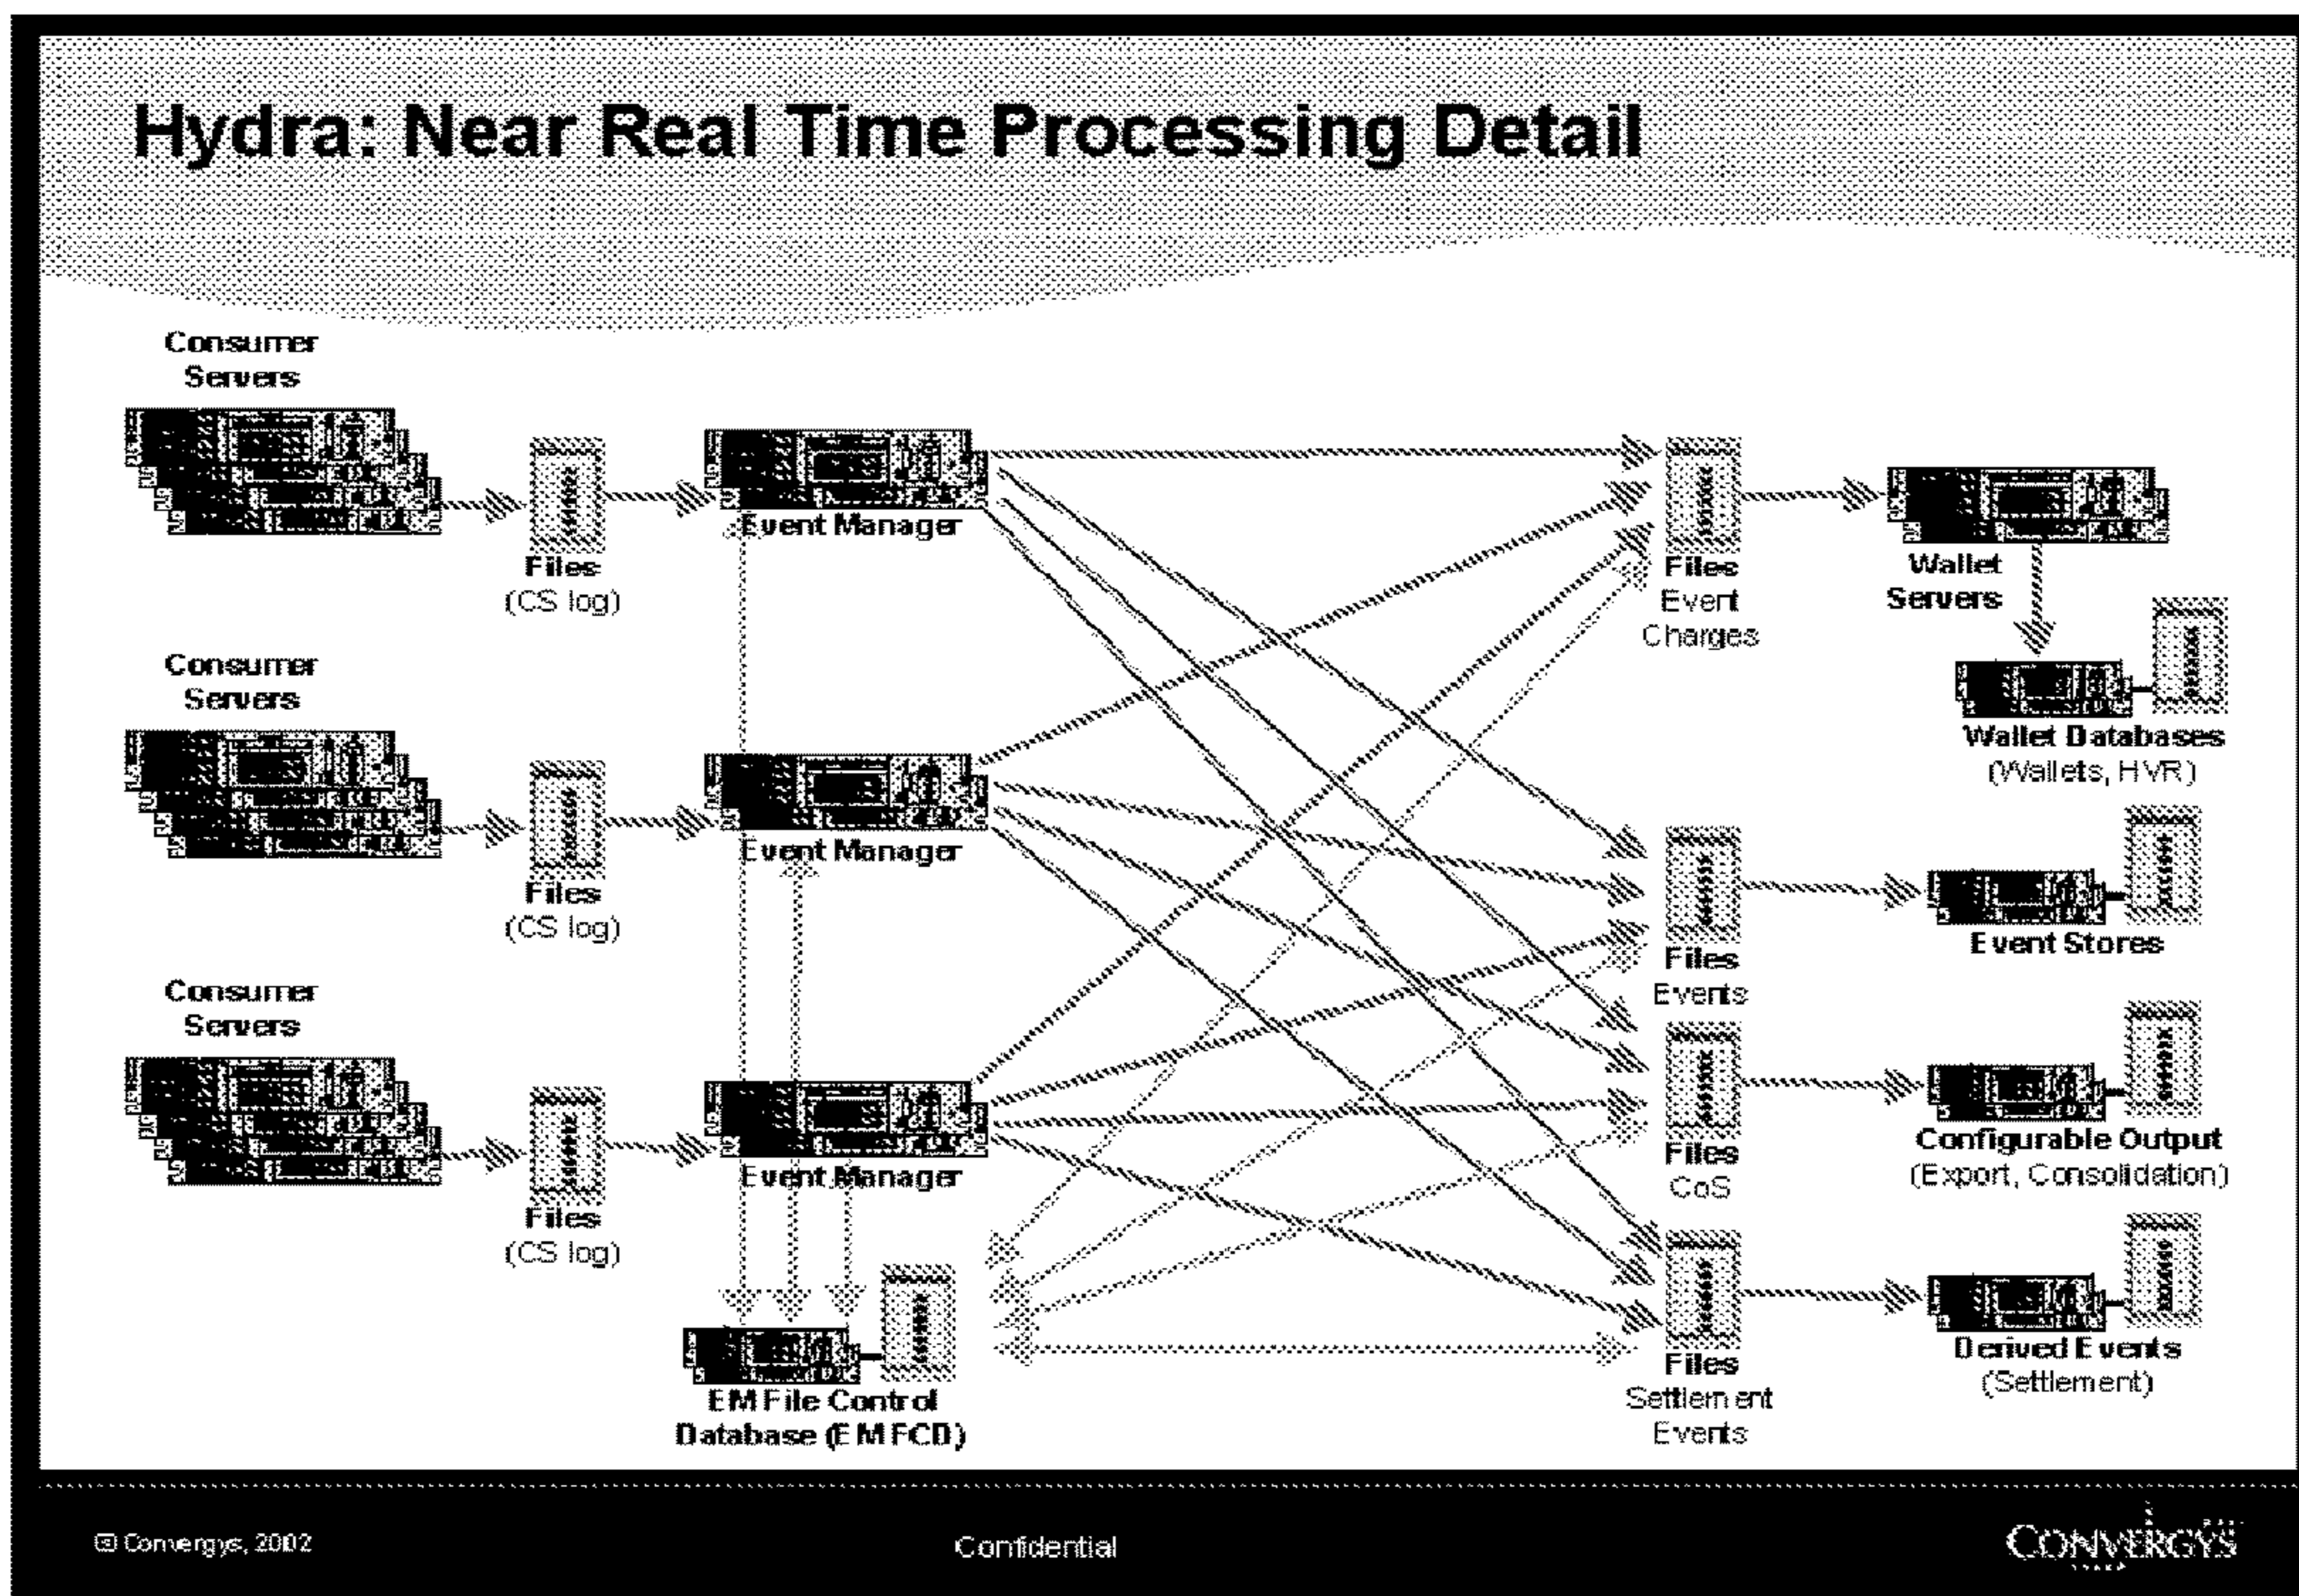 Hydra: Near Real Time Processing Detail
Consumer
Servers
Files
(CS log)
Event Manager
Files
Event
Charges
Wallet
Servers
Wallet Databases
(Wallets, HVR)
Consumer
Servers
Files
(CS log)
Event Manager
Files
Events
Event Stores
Consumer
Servers
Files
(CS log)
Event Manager
Files
CoS
Configurable Output
(Export, Consolidation)
EM File Control
Database (EMFCD)
Files
Settlement
Events
Derived Events
(Settlement)
© Convergys, 2002
Confidential
CONVERGYS